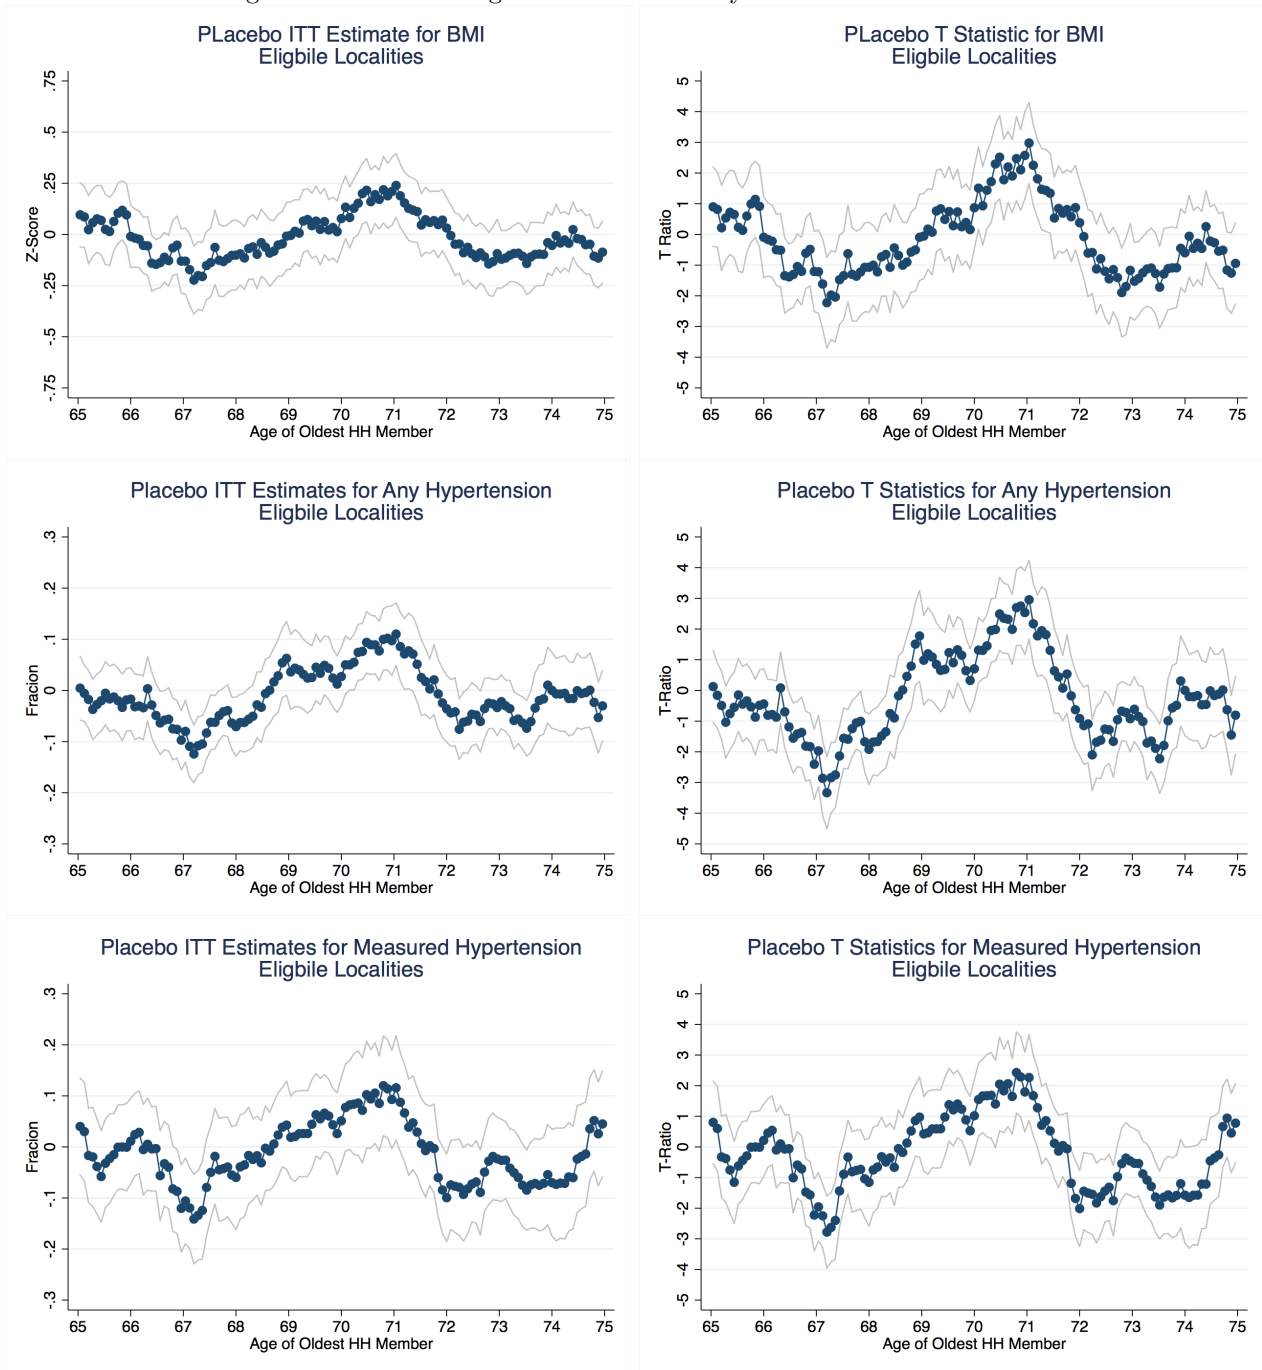 PLacebo ITT Estimate for BMI
Eligbile Localities
.75
.5
.25
0
-.25
-.5
-.75
Z-Score
65 66 67 68 69 70 71 72 73 74 75
Age of Oldest HH Member
PLacebo T Statistic for BMI
Eligbile Localities
5
4
3
2
1
0
-1
-2
-3
-4
-5
T Ratio
65 66 67 68 69 70 71 72 73 74 75
Age of Oldest HH Member
Placebo ITT Estimates for Any Hypertension
Eligbile Localities
.3
.2
.1
0
-.1
-.2
-.3
Fracion
65 66 67 68 69 70 71 72 73 74 75
Age of Oldest HH Member
Placebo T Statistics for Any Hypertension
Eligbile Localities
5
4
3
2
1
0
-1
-2
-3
-4
-5
T-Ratio
65 66 67 68 69 70 71 72 73 74 75
Age of Oldest HH Member
Placebo ITT Estimates for Measured Hypertension
Eligbile Localities
.3
.2
.1
0
-.1
-.2
-.3
Fracion
65 66 67 68 69 70 71 72 73 74 75
Age of Oldest HH Member
Placebo T Statistics for Measured Hypertension
Eligbile Localities
5
4
3
2
1
0
-1
-2
-3
-4
-5
T-Ratio
65 66 67 68 69 70 71 72 73 74 75
Age of Oldest HH Member